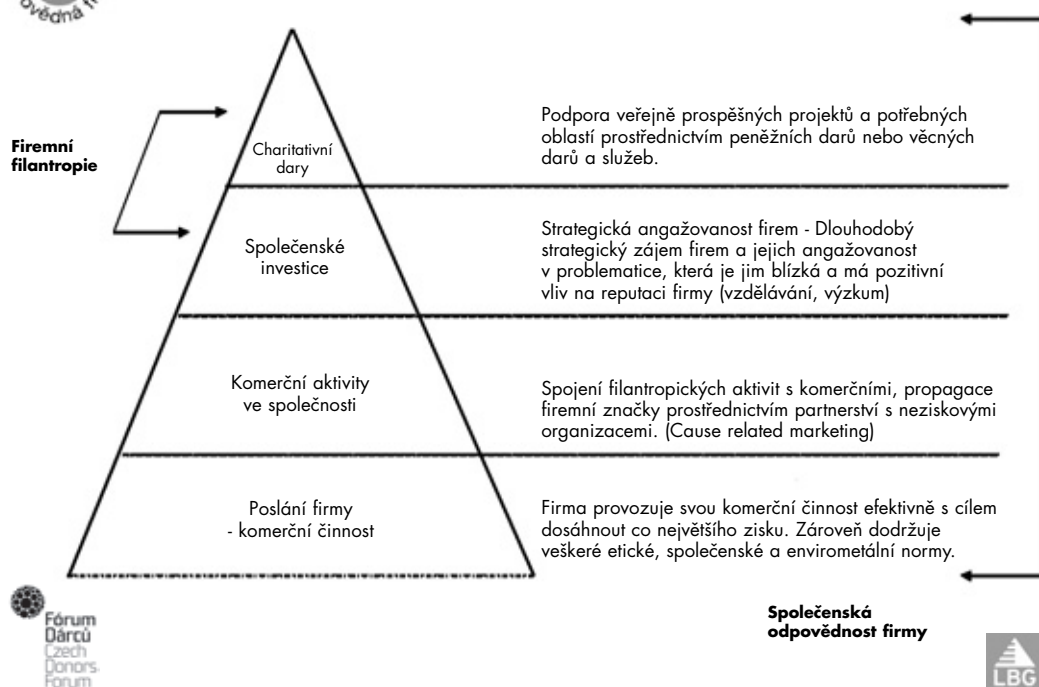 Firemní
filantropie
Charitativní
dary
Podpora veřejně prospěšných projektů a potřebných
oblastí prostřednictvím peněžních darů nebo věcných
darů a služeb.
Společenské
investice
Strategická angažovanost firem - Dlouhodobý
strategický zájem firem a jejich angažovanost
v problematice, která je jim blízká a má pozitivní
vliv na reputaci firmy (vzdělávání, výzkum)
Komerční aktivity
ve společnosti
Spojení filantropických aktivit s komerčními, propagace
firemní značky prostřednictvím partnerství s neziskovými
organizacemi. (Cause related marketing)
Poslání firmy
- komerční činnost
Firma provozuje svou komerční činnost efektivně s cílem
dosáhnout co největšího zisku. Zároveň dodržuje
veškeré etické, společenské a envirometální normy.
Společenská
odpovědnost firmy
Fórum
Dárců
Czech
Donors
Forum
LBG